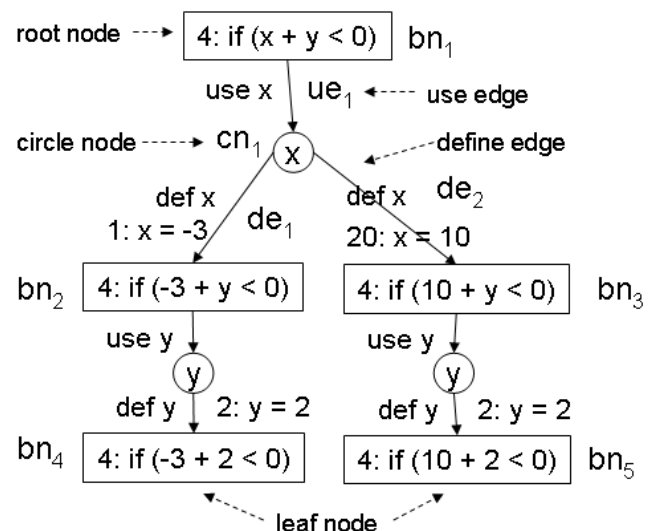 root node
4: if (x + y < 0)
bn1
use x
ue1
use edge
circle node
cn1
x
define edge
def x
1: x = -3
de1
def x
20: x = 10
de2
bn2
4: if (-3 + y < 0)
4: if (10 + y < 0)
bn3
use y
use y
y
y
def y
2: y = 2
def y
2: y = 2
bn4
4: if (-3 + 2 < 0)
4: if (10 + 2 < 0)
bn5
leaf node